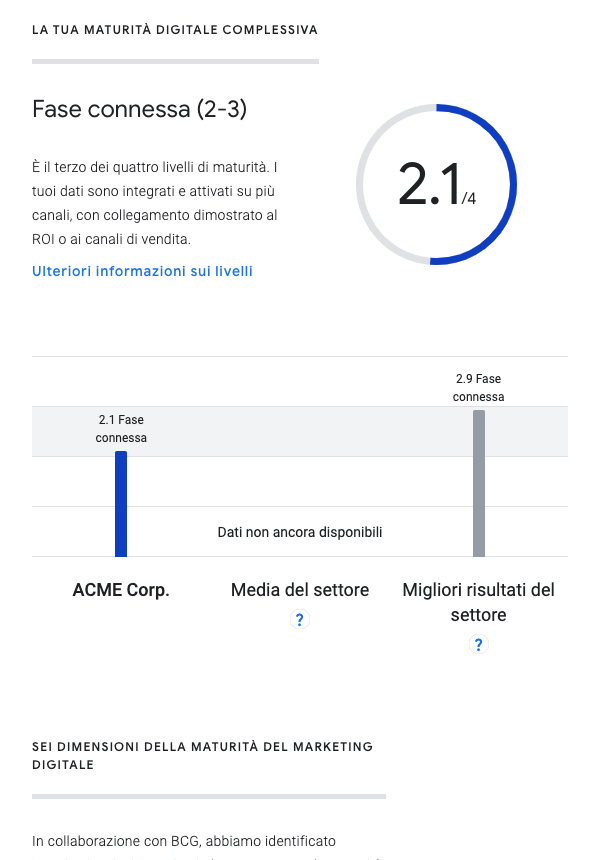 LA TUA MATURITÀ DIGITALE COMPLESSIVA
Fase connessa (2-3)
È il terzo dei quattro livelli di maturità. I
tuoi dati sono integrati e attivati su più
canali, con collegamento dimostrato al
ROI o ai canali di vendita.
Ulteriori informazioni sui livelli
2.1/4
2.1 Fase
connessa
2.9 Fase
connessa
Dati non ancora disponibili
ACME Corp.
Media del settore
?
Migliori risultati del
settore
?
SEI DIMENSIONI DELLA MATURITÀ DEL MARKETING
DIGITALE
In collaborazione con BCG, abbiamo identificato